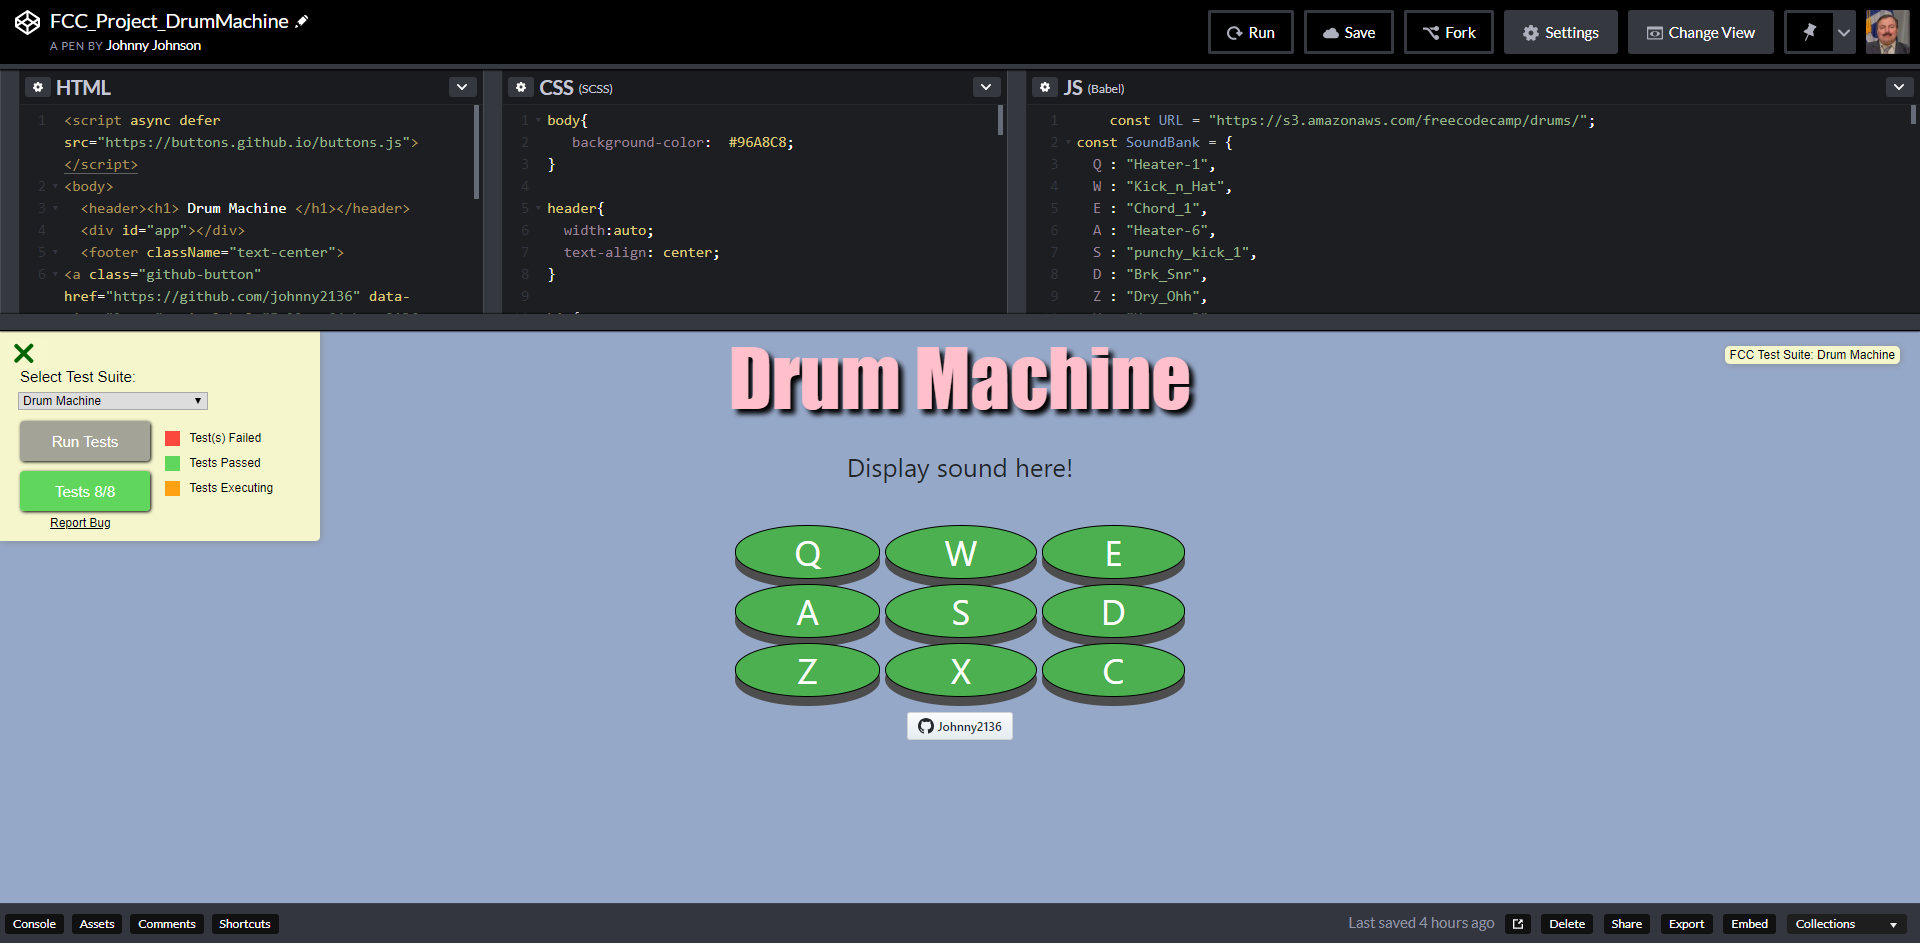 FCC_Project_DrumMachine
A PEN BY Johnny Johnson
Run
Save
Fork
Settings
Change View
HTML
1 <script async defer
src="https://buttons.github.io/buttons.js">
</script>
2 <body>
3 <header><h1> Drum Machine </h1></header>
4 <div id="app"></div>
5 <footer className="text-center">
6 <a class="github-button"
href="https://github.com/johnny2136" data-
CSS (SCSS)
1 body{
2 background-color: #96A8C8;
3 }
4
5 header{
6 width:auto;
7 text-align: center;
8 }
9
JS (Babel)
1 const URL = "https://s3.amazonaws.com/freecodecamp/drums/";
2 const SoundBank = {
3 Q : "Heater-1",
4 W : "Kick_n_Hat",
5 E : "Chord_1",
6 A : "Heater-6",
7 S : "punchy_kick_1",
8 D : "Brk_Snr",
9 Z : "Dry_Ohh",
Select Test Suite:
Drum Machine
Run Tests
Tests 8/8
Report Bug
Test(s) Failed
Tests Passed
Tests Executing
Drum Machine
FCC Test Suite: Drum Machine
Display sound here!
Q W E
A S D
Z X C
Johnny2136
Console Assets Comments Shortcuts
Last saved 4 hours ago Delete Share Export Embed Collections